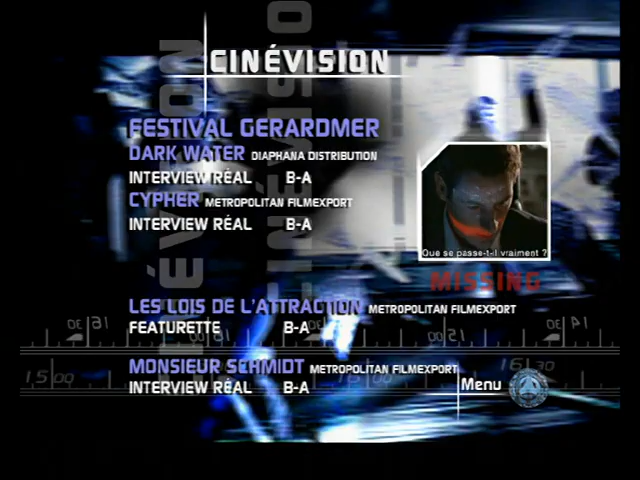 CINÉVISION
FESTIVAL GERARDMER
DARK WATER DIAPHANA DISTRIBUTION
INTERVIEW RÉAL B-A
CYPHER METROPOLITAN FILMEXPORT
INTERVIEW RÉAL B-A
Que se passe-t-il vraiment ?
MISSING
LES LOIS DE L'ATTRACTION METROPOLITAN FILMEXPORT
FEATURETTE B-A
MONSIEUR SCHMIDT METROPOLITAN FILMEXPORT
INTERVIEW RÉAL B-A
Menu